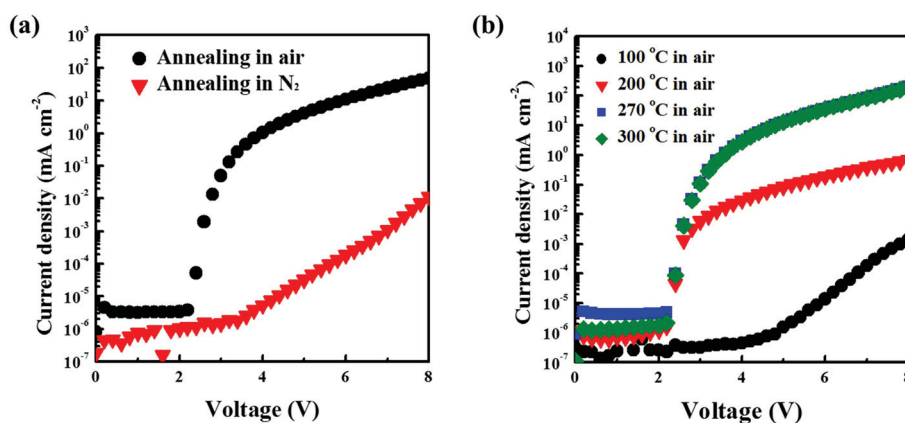 (a)
10³
10²
10¹
10⁰
10⁻¹
10⁻²
10⁻³
10⁻⁴
10⁻⁵
10⁻⁶
10⁻⁷
Current density (mA cm⁻²)
Annealing in air
Annealing in N₂
0 2 4 6 8
Voltage (V)
(b)
10⁴
10³
10²
10¹
10⁰
10⁻¹
10⁻²
10⁻³
10⁻⁴
10⁻⁵
10⁻⁶
10⁻⁷
Current density (mA cm⁻²)
100 °C in air
200 °C in air
270 °C in air
300 °C in air
0 2 4 6 8
Voltage (V)